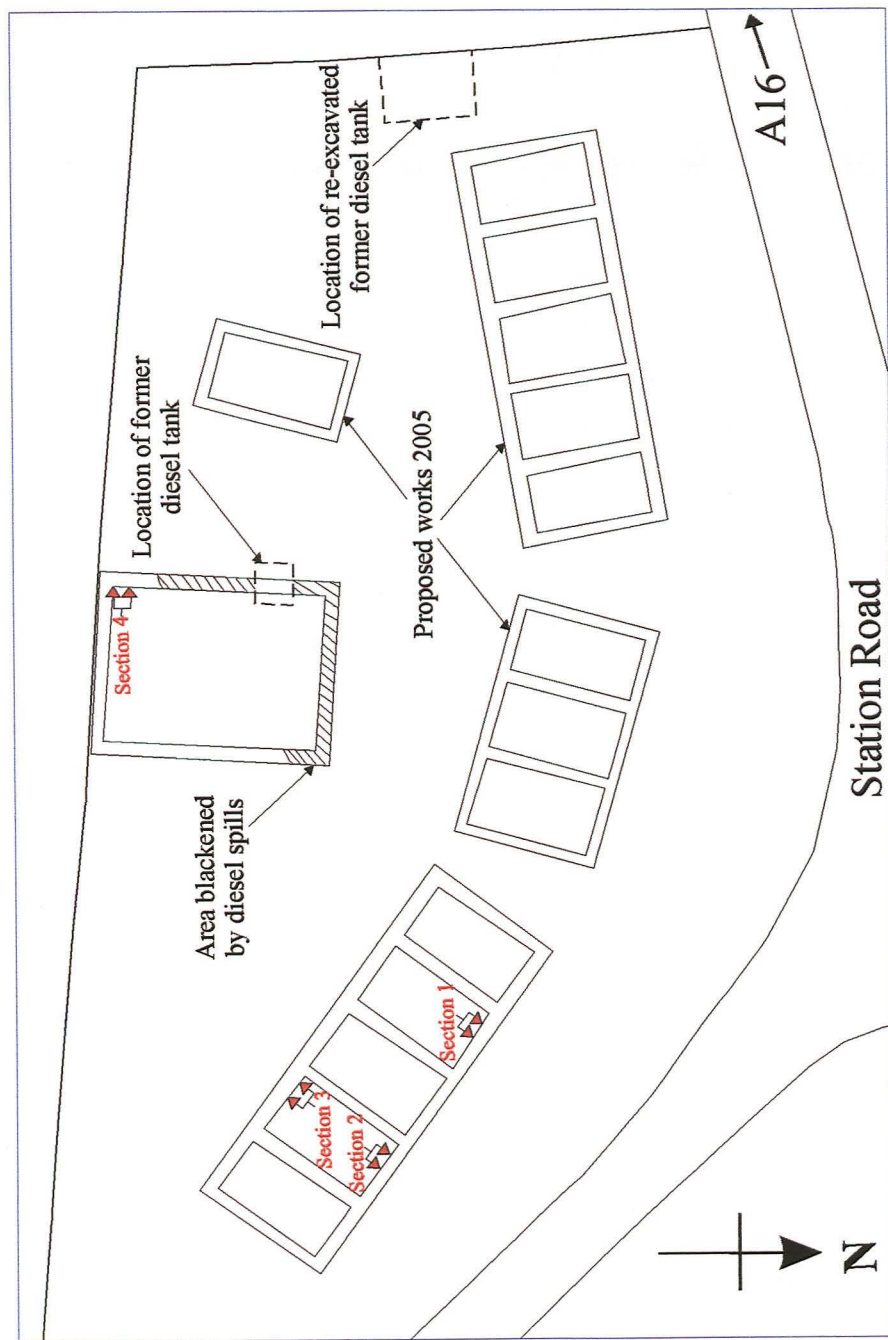 Location of re-excavated
former diesel tank
A16
Location of former
diesel tank
Section 4
Proposed works 2005
Area blackened
by diesel spills
Station Road
Section 1
Section 3
Section 2
N